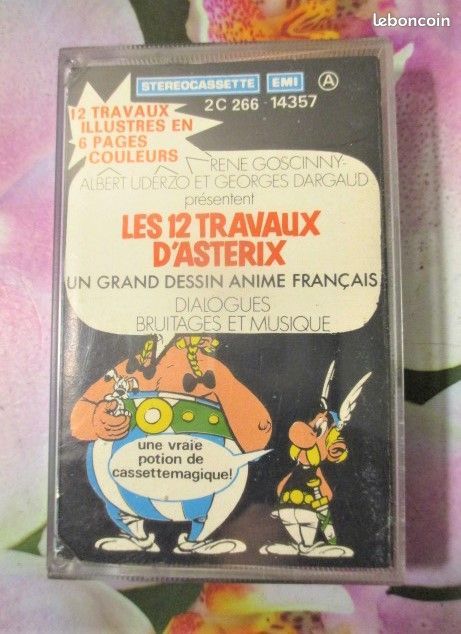 leboncoin
STEREOCASSETTE EMI A
2 C 266 - 14357
12 TRAVAUX
ILLUSTRES EN
6 PAGES
COULEURS
RENE GOSCINNY-
ALBERT UDERZO ET GEORGES DARGAUD
présentent
LES 12 TRAVAUX
D'ASTERIX
UN GRAND DESSIN ANIME FRANÇAIS
DIALOGUES
BRUITAGES ET MUSIQUE
une vraie
potion de
cassettemagique!